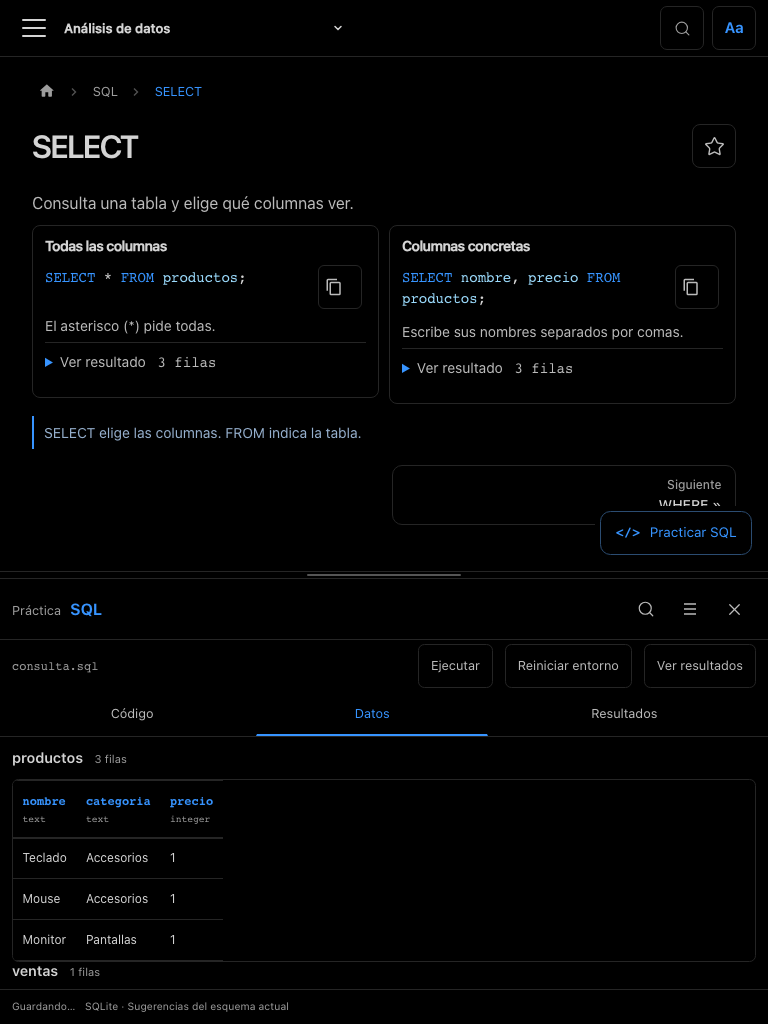 Análisis de datos
Aa
SQL
SELECT
SELECT
Consulta una tabla y elige qué columnas ver.
Todas las columnas
SELECT * FROM productos;
El asterisco (*) pide todas.
Ver resultado 3 filas
Columnas concretas
SELECT nombre, precio FROM
productos;
Escribe sus nombres separados por comas.
Ver resultado 3 filas
SELECT elige las columnas. FROM indica la tabla.
Siguiente
WHERE »
</> Practicar SQL
Práctica SQL
consulta.sql
Ejecutar
Reiniciar entorno
Ver resultados
Código
Datos
Resultados
productos 3 filas
nombre categoria precio
text text integer
Teclado Accesorios 1
Mouse Accesorios 1
Monitor Pantallas 1
ventas 1 filas
Guardando... SQLite · Sugerencias del esquema actual